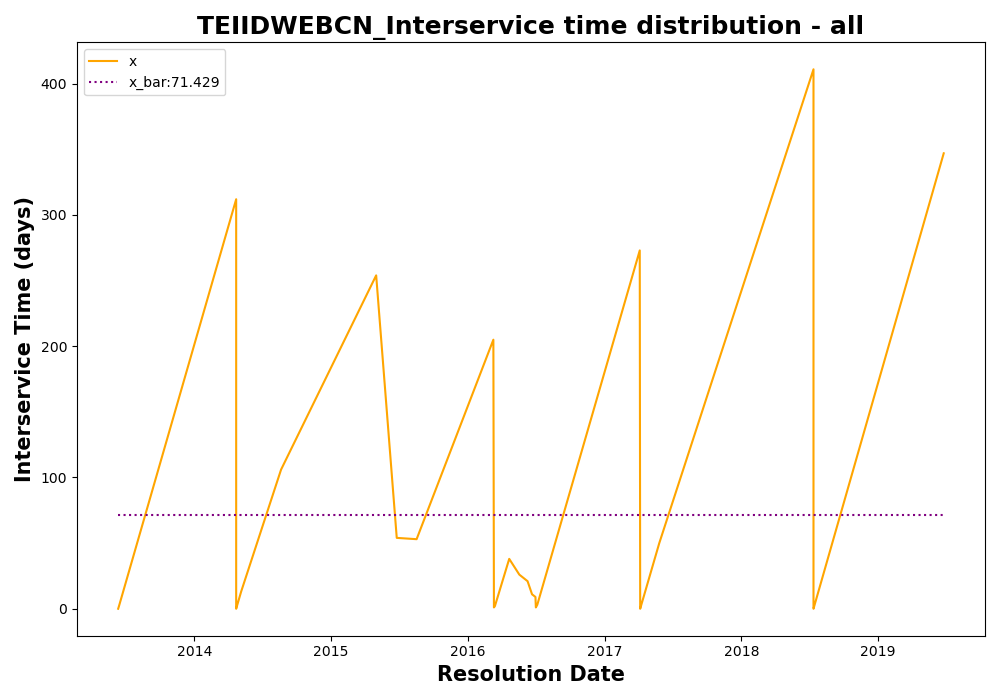 TEIIDWEBCN_Interservice time distribution - all
x
x_bar:71.429
Interservice Time (days)
400
300
200
100
0
2014 2015 2016 2017 2018 2019
Resolution Date